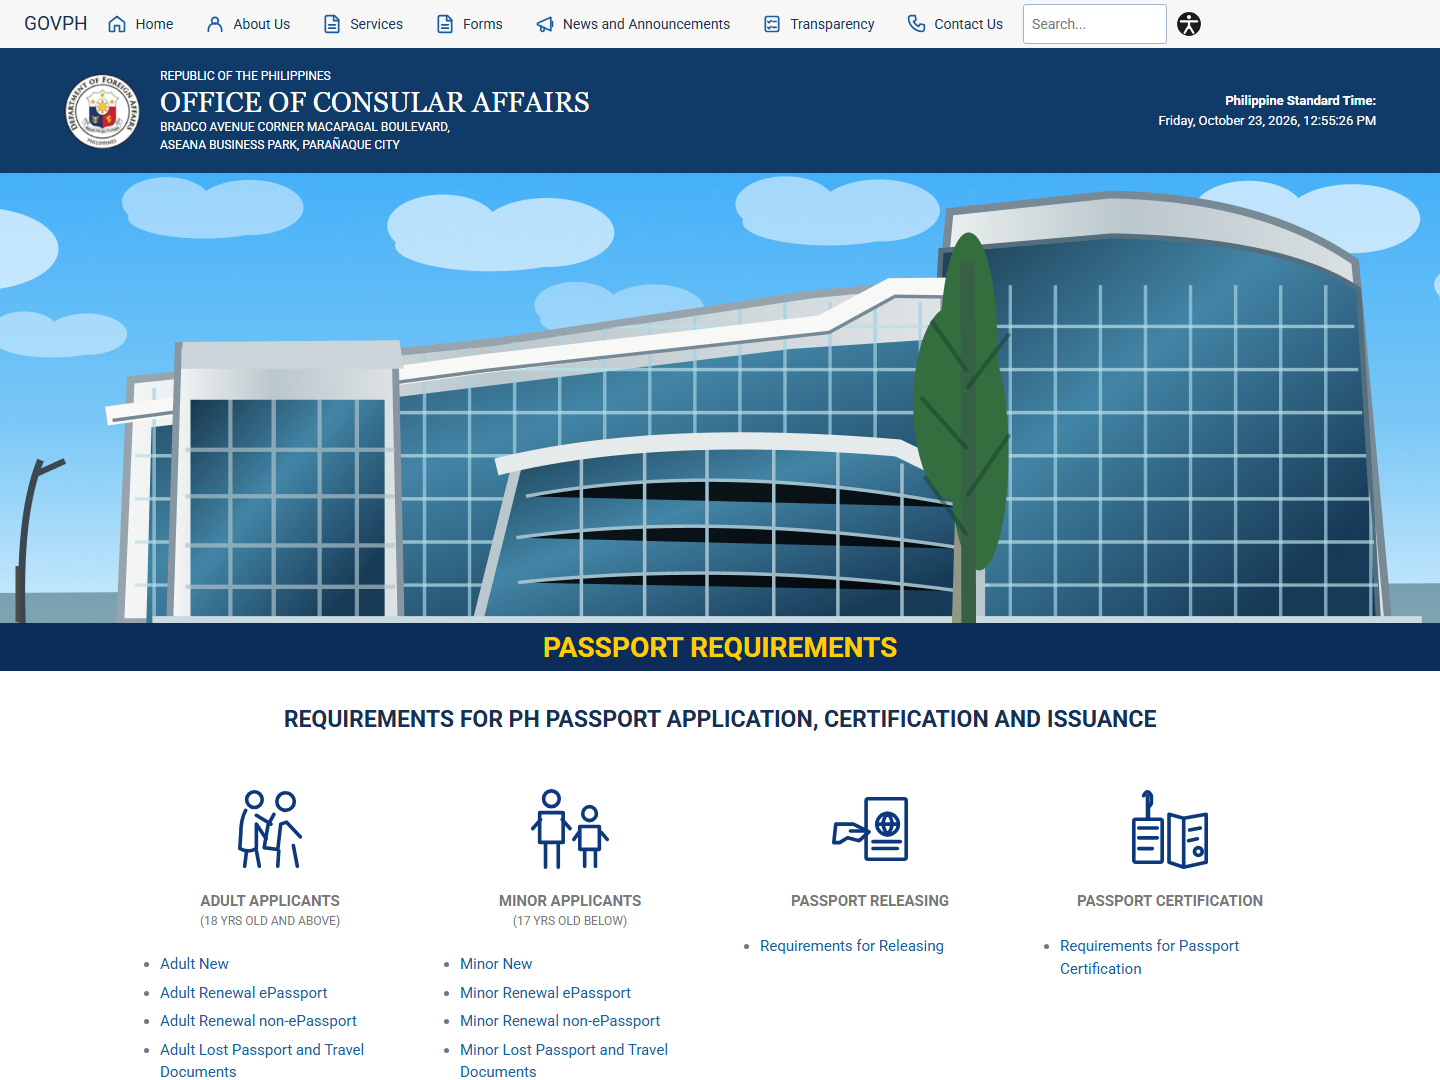 GOVPH
Home
About Us
Services
Forms
News and Announcements
Transparency
Contact Us
Search...
DEPARTMENT OF FOREIGN AFFAIRS
PHILIPPINES
REPUBLIC OF THE PHILIPPINES
OFFICE OF CONSULAR AFFAIRS
BRADCO AVENUE CORNER MACAPAGAL BOULEVARD,
ASEANA BUSINESS PARK, PARAÑAQUE CITY
Philippine Standard Time:
Friday, October 23, 2026, 12:55:26 PM
PASSPORT REQUIREMENTS
REQUIREMENTS FOR PH PASSPORT APPLICATION, CERTIFICATION AND ISSUANCE
ADULT APPLICANTS
(18 YRS OLD AND ABOVE)
Adult New
Adult Renewal ePassport
Adult Renewal non-ePassport
Adult Lost Passport and Travel
Documents
MINOR APPLICANTS
(17 YRS OLD BELOW)
Minor New
Minor Renewal ePassport
Minor Renewal non-ePassport
Minor Lost Passport and Travel
Documents
PASSPORT RELEASING
Requirements for Releasing
PASSPORT CERTIFICATION
Requirements for Passport
Certification